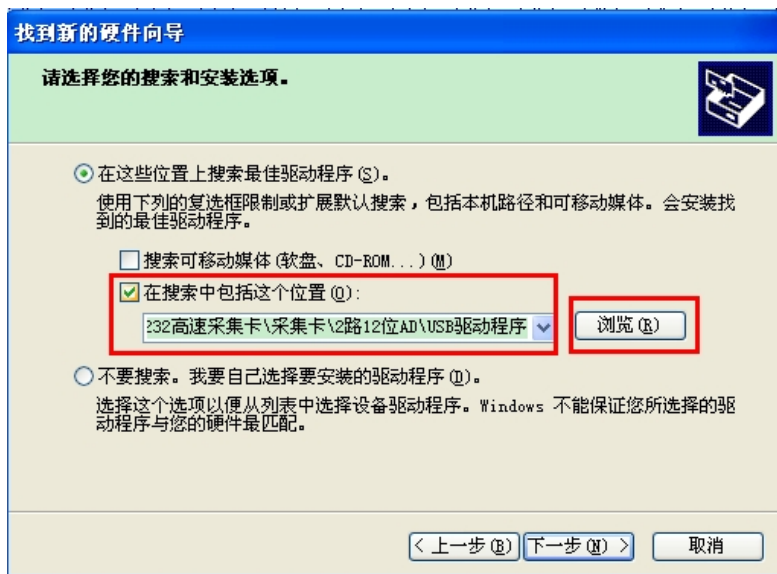 找到新的硬件向导
请选择您的搜索和安装选项。
在这些位置上搜索最佳驱动程序(S)。
使用下列的复选框限制或扩展默认搜索，包括本机路径和可移动媒体。会安装找
到的最佳驱动程序。
搜索可移动媒体(软盘、CD-ROM...)(M)
在搜索中包括这个位置(O):
232高速采集卡\采集卡\2路12位AD\USB驱动程序
浏览(R)
不要搜索。我要自己选择要安装的驱动程序(D)。
选择这个选项以便从列表中选择设备驱动程序。Windows 不能保证您所选择的驱
动程序与您的硬件最匹配。
< 上一步(B) 下一步(N) > 取消